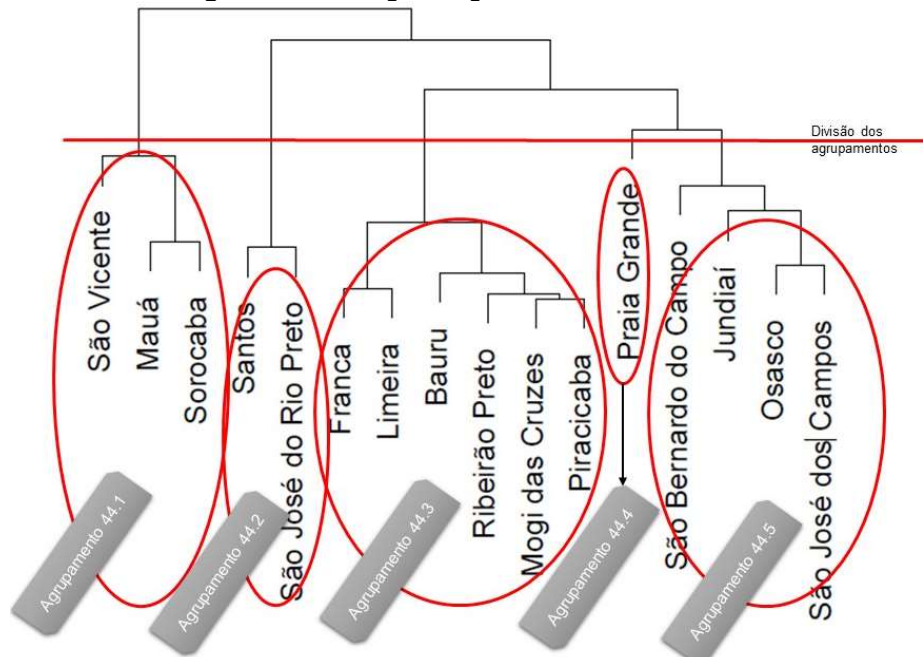 Divisão dos
agrupamentos
São Vicente
Mauá
Sorocaba
Santos
São José do Rio Preto
Franca
Limeira
Bauru
Ribeirão Preto
Mogi das Cruzes
Piracicaba
Praia Grande
São Bernardo do Campo
Jundiaí
Osasco
São José dos Campos
Agrupamento 44.1
Agrupamento 44.2
Agrupamento 44.3
Agrupamento 44.4
Agrupamento 44.5